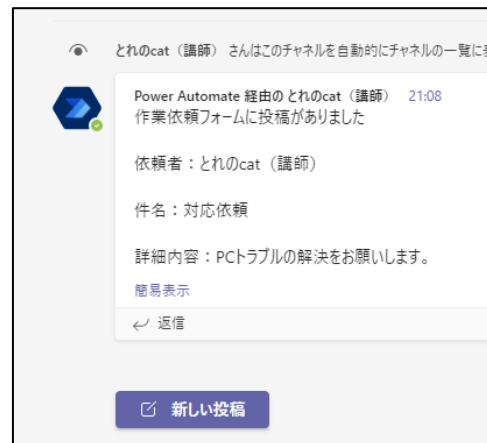 とれのcat（講師） さんはこのチャネルを自動的にチャネルの一覧に
Power Automate 経由の とれのcat（講師） 21:08
作業依頼フォームに投稿がありました
依頼者：とれのcat（講師）
件名：対応依頼
詳細内容：PCトラブルの解決をお願いします。
簡易表示
返信
新しい投稿